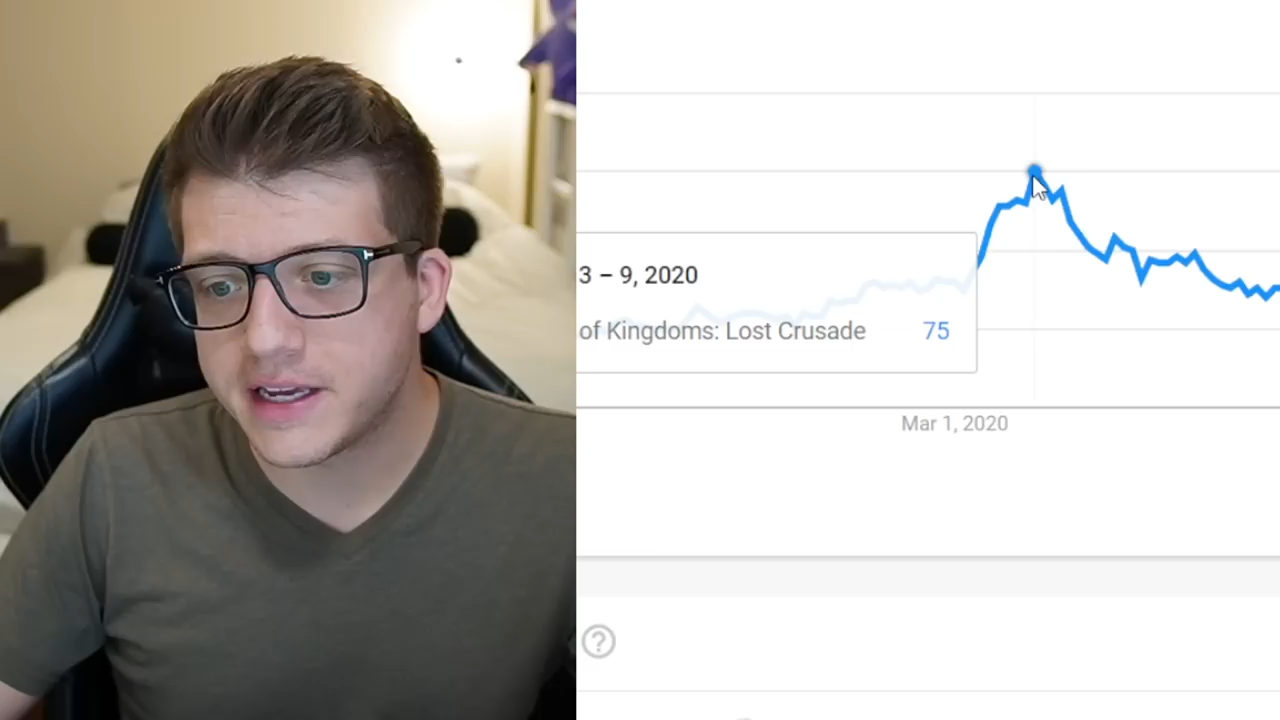 3 – 9, 2020
of Kingdoms: Lost Crusade 75
Mar 1, 2020
?